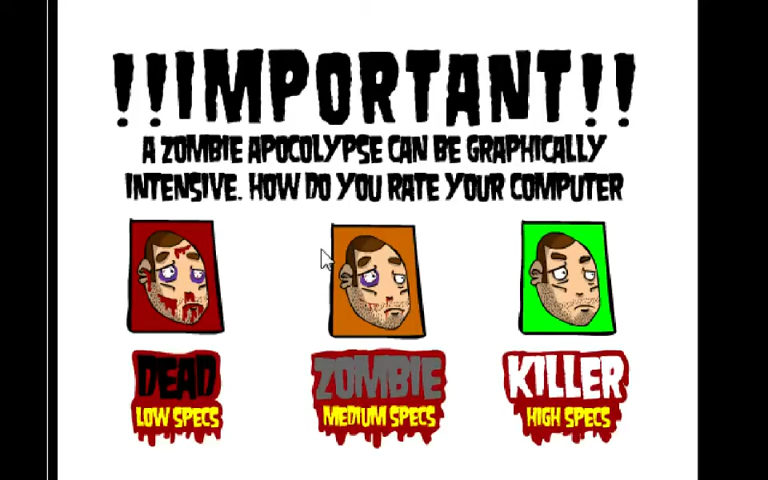 !!IMPORTANT!!
A ZOMBIE APOCOLYPSE CAN BE GRAPHICALLY
INTENSIVE. HOW DO YOU RATE YOUR COMPUTER
DEAD ZOMBIE KILLER
LOW SPECS MEDIUM SPECS HIGH SPECS